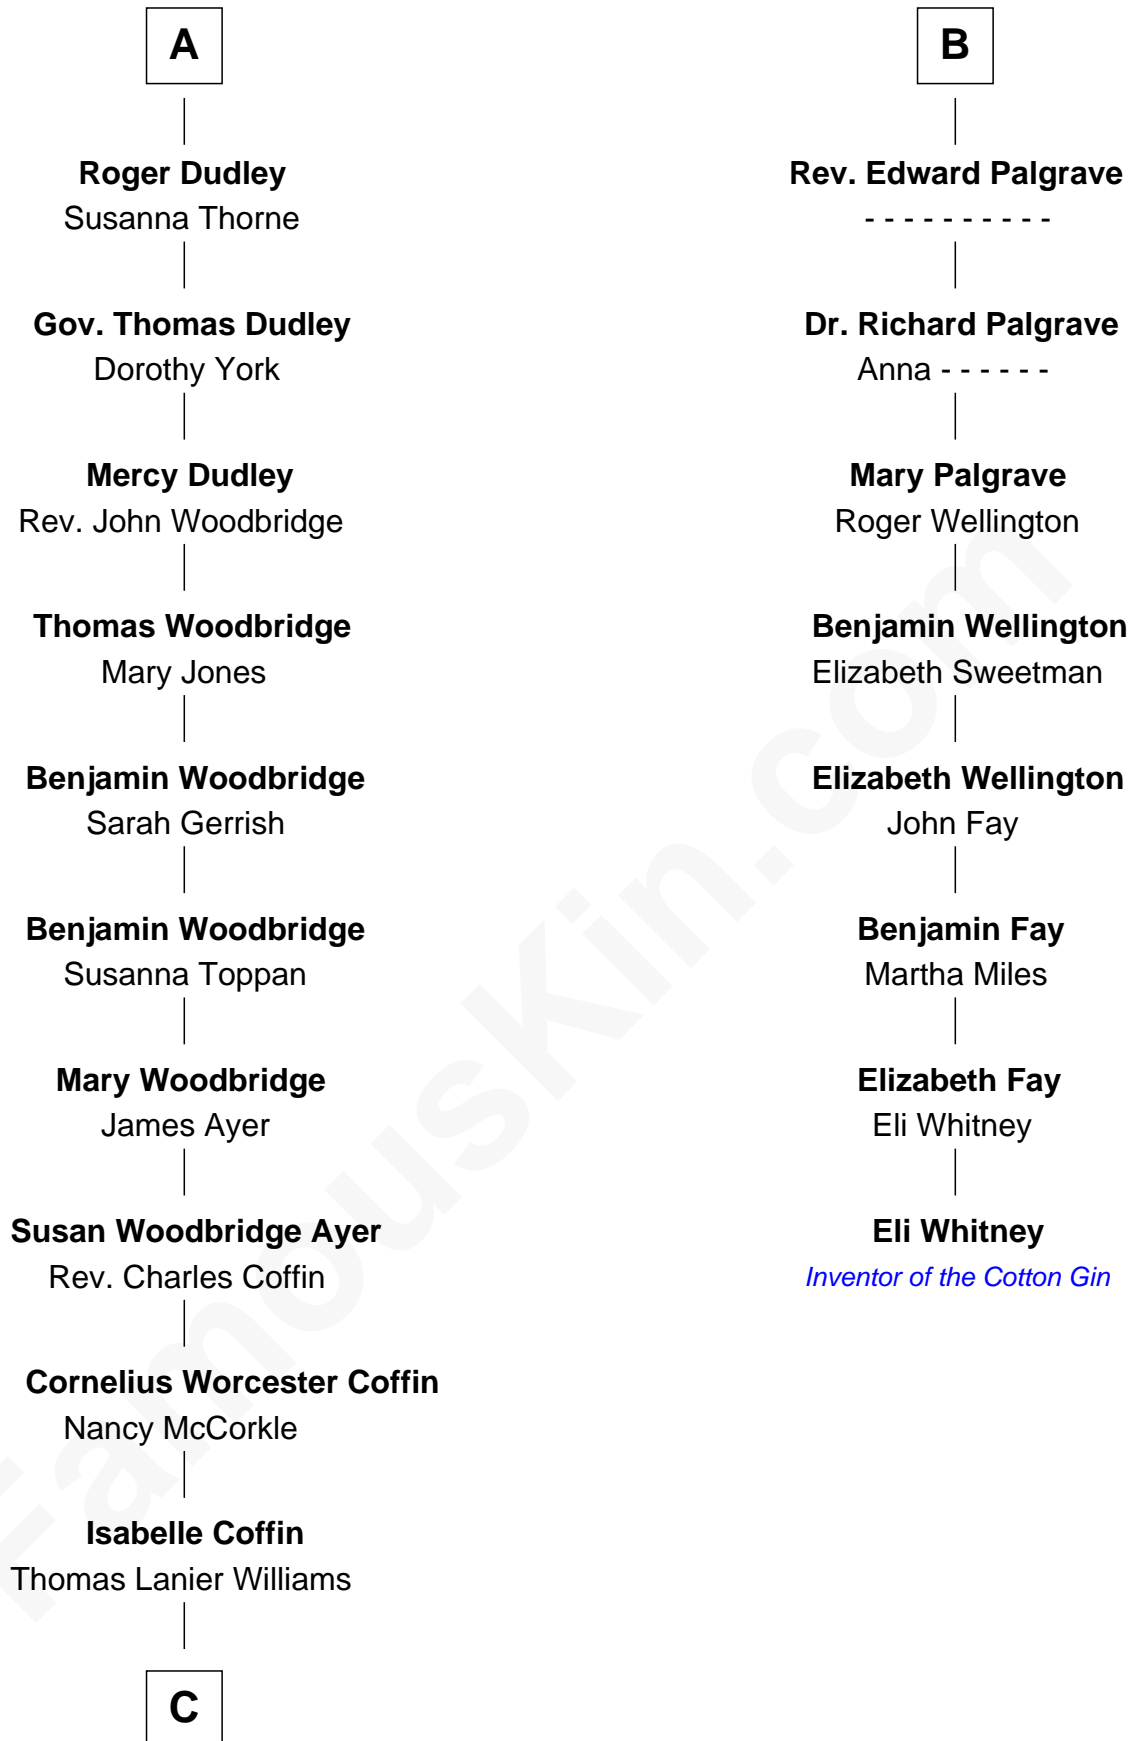 A
Roger Dudley
Susanna Thorne
Gov. Thomas Dudley
Dorothy York
Mercy Dudley
Rev. John Woodbridge
Thomas Woodbridge
Mary Jones
Benjamin Woodbridge
Sarah Gerrish
Benjamin Woodbridge
Susanna Toppan
Mary Woodbridge
James Ayer
Susan Woodbridge Ayer
Rev. Charles Coffin
Cornelius Worcester Coffin
Nancy McCorkle
Isabelle Coffin
Thomas Lanier Williams
C
B
Rev. Edward Palgrave
- - - - - - - - - -
Dr. Richard Palgrave
Anna - - - - - -
Mary Palgrave
Roger Wellington
Benjamin Wellington
Elizabeth Sweetman
Elizabeth Wellington
John Fay
Benjamin Fay
Martha Miles
Elizabeth Fay
Eli Whitney
Eli Whitney
Inventor of the Cotton Gin
FamousKin.com